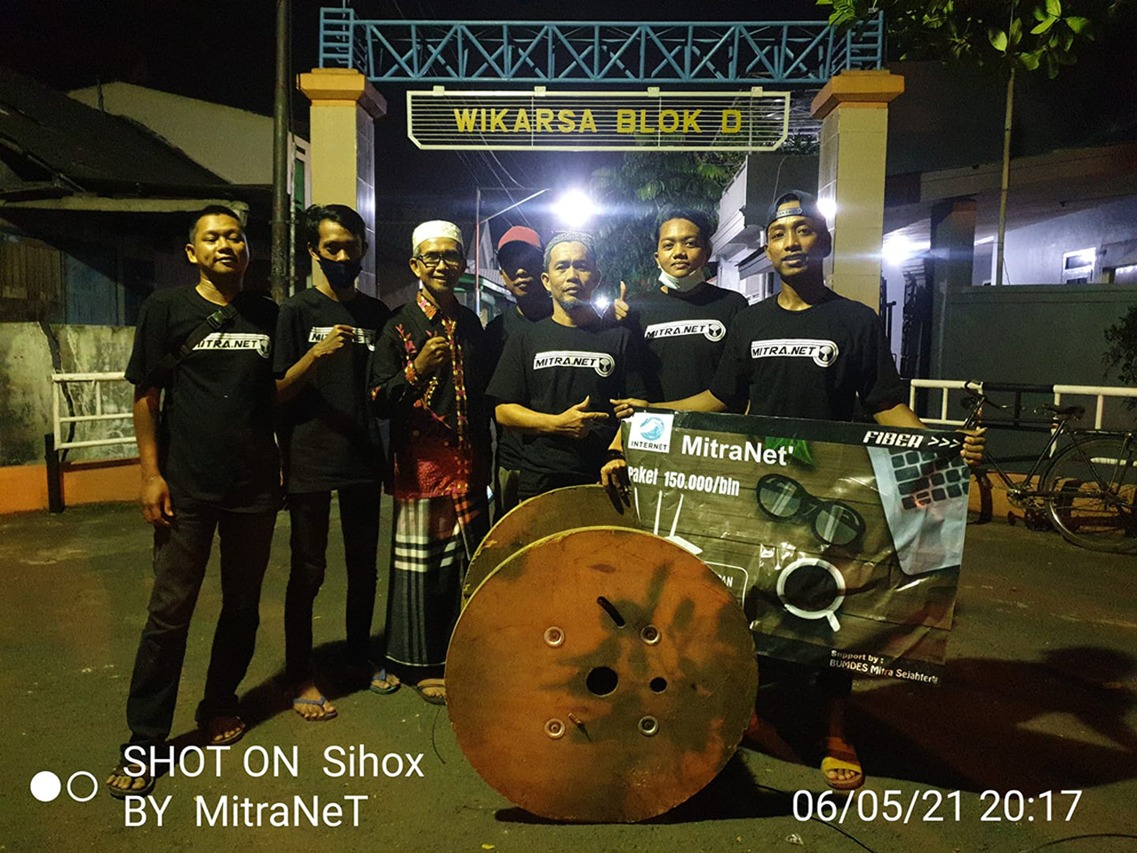 WIKARSA BLOK D
MITRA.NET
MITRA.NET
MITRA.NET
MITRA.NET
MITRA.NET
INTERNET
MitraNet'
FIBER >>>
Paket 150.000/bln
Support by :
BUMDES Mitra Sejahtera
SHOT ON Sihox
BY MitraNeT
06/05/21 20:17